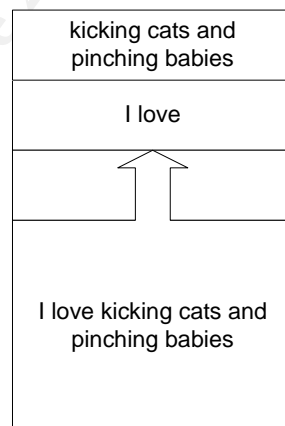 kicking cats and
pinching babies
I love
I love kicking cats and
pinching babies